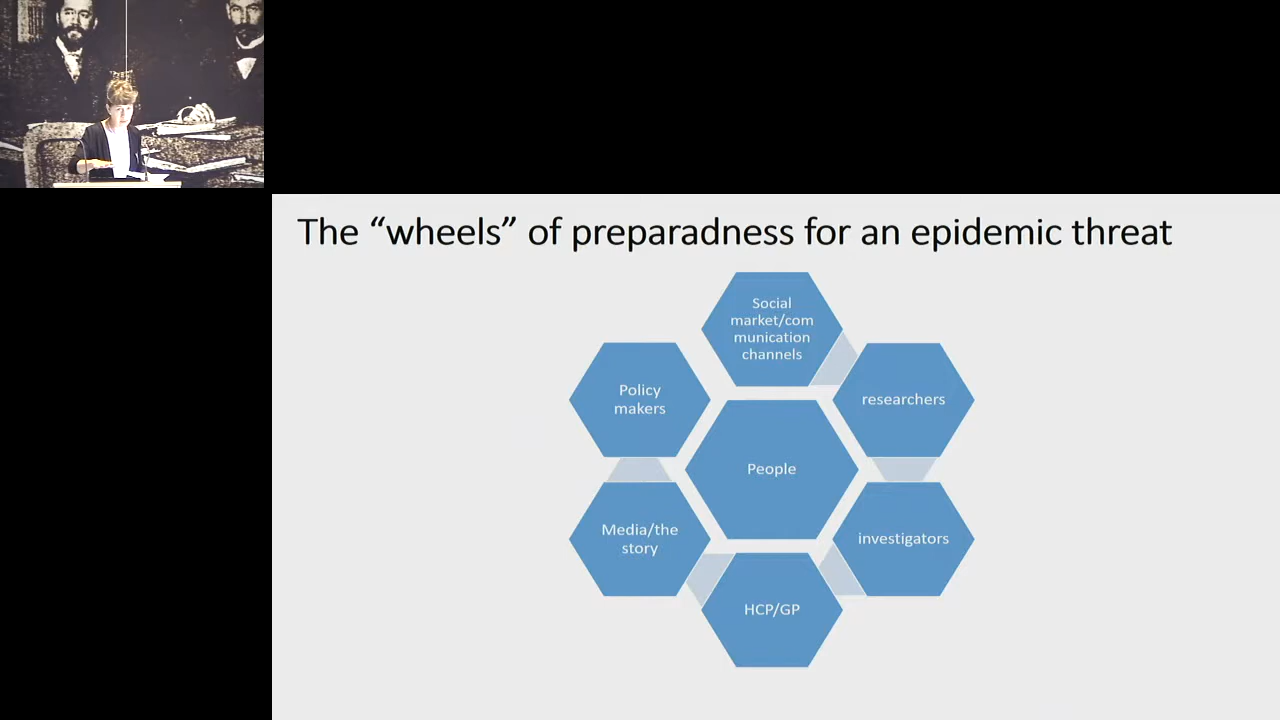 The “wheels” of preparadness for an epidemic threat
Social
market/com
munication
channels
Policy
makers
researchers
People
Media/the
story
investigators
HCP/GP